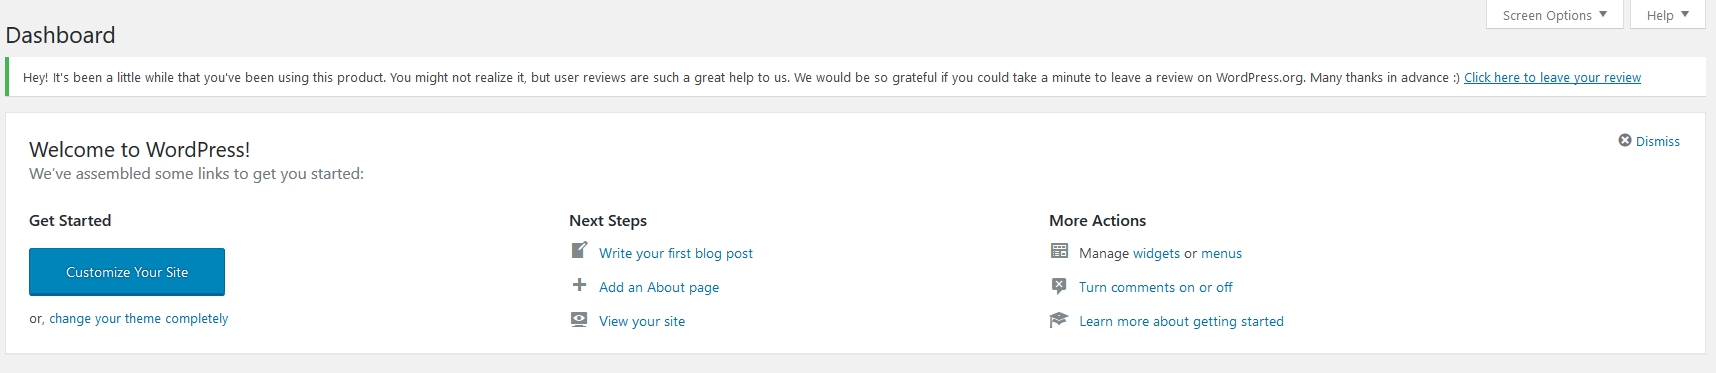 Screen Options
Help
Dashboard
Hey! It's been a little while that you've been using this product. You might not realize it, but user reviews are such a great help to us. We would be so grateful if you could take a minute to leave a review on WordPress.org. Many thanks in advance :) Click here to leave your review
Dismiss
Welcome to WordPress!
We've assembled some links to get you started:
Get Started
Customize Your Site
or, change your theme completely
Next Steps
Write your first blog post
Add an About page
View your site
More Actions
Manage widgets or menus
Turn comments on or off
Learn more about getting started